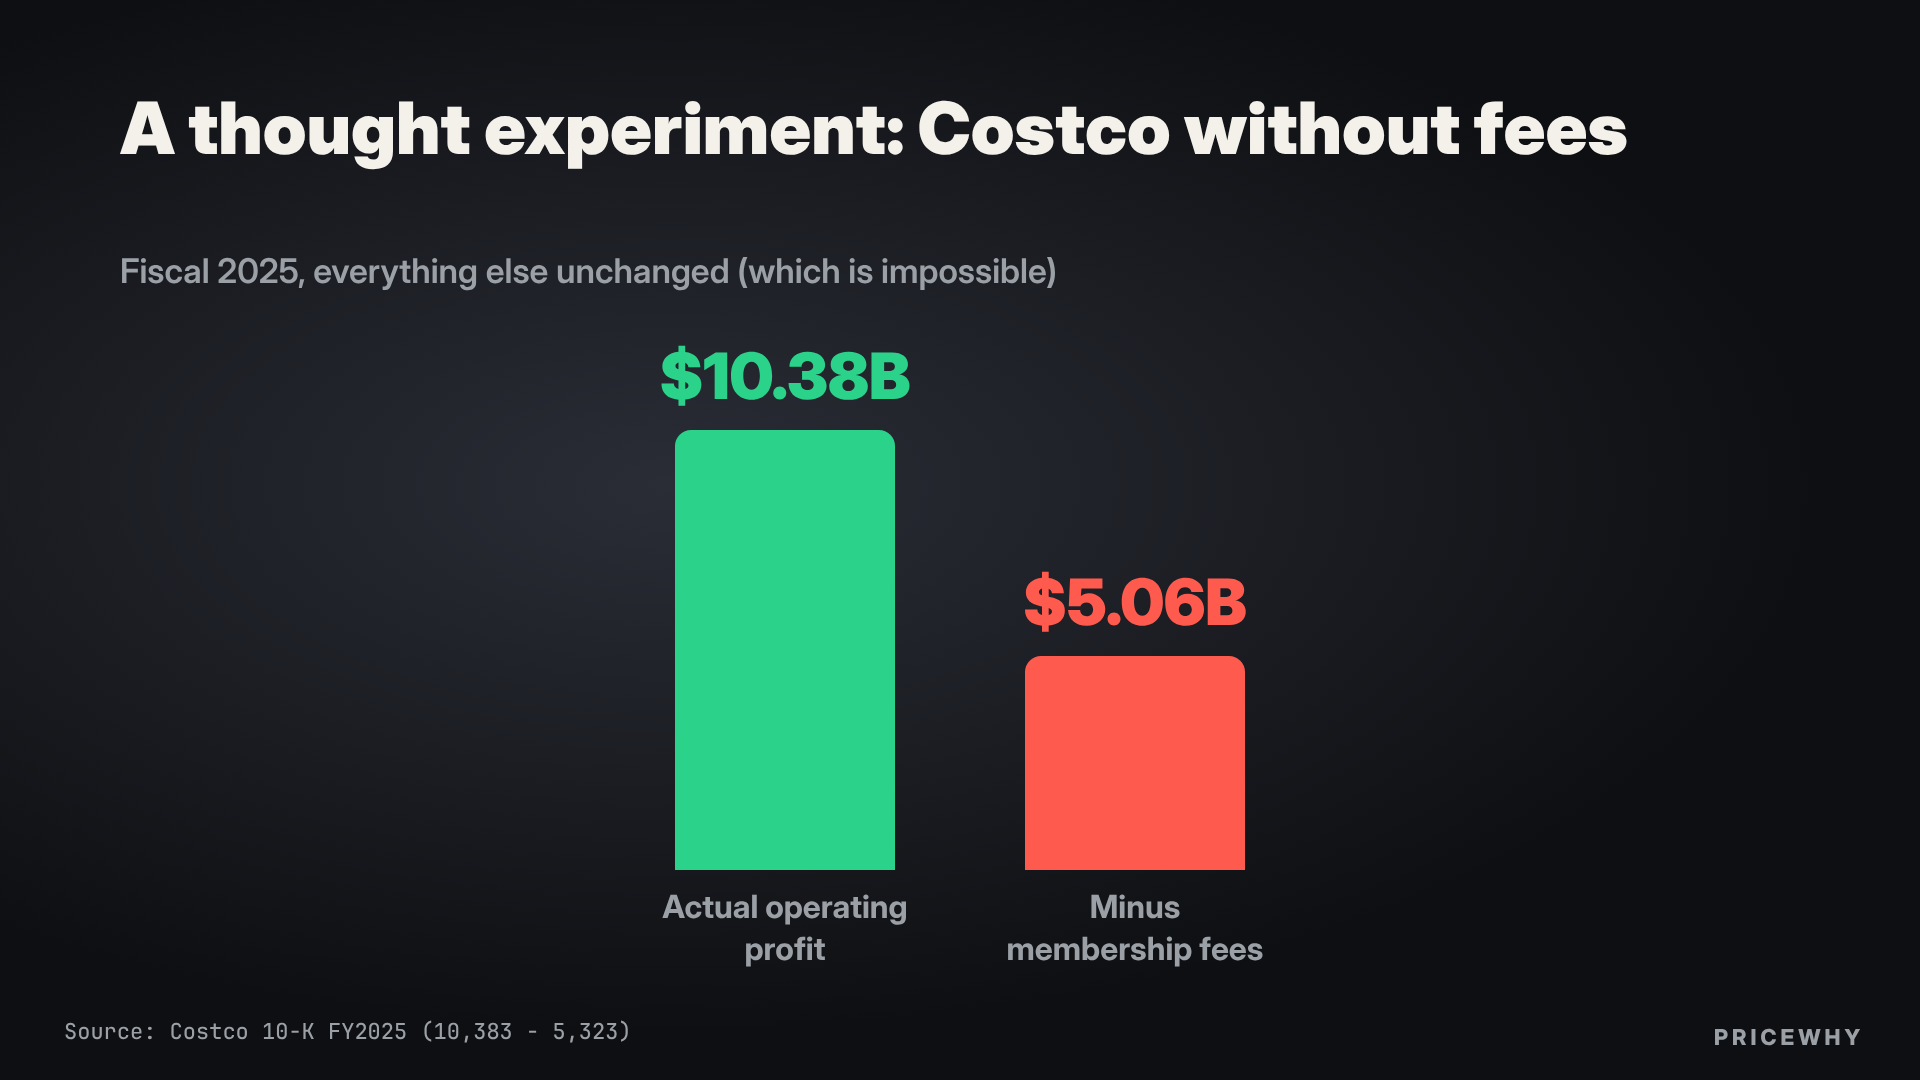 A thought experiment: Costco without fees
Fiscal 2025, everything else unchanged (which is impossible)
$10.38B
$5.06B
Actual operating
profit
Minus
membership fees
Source: Costco 10-K FY2025 (10,383 - 5,323)
PRICEWHY